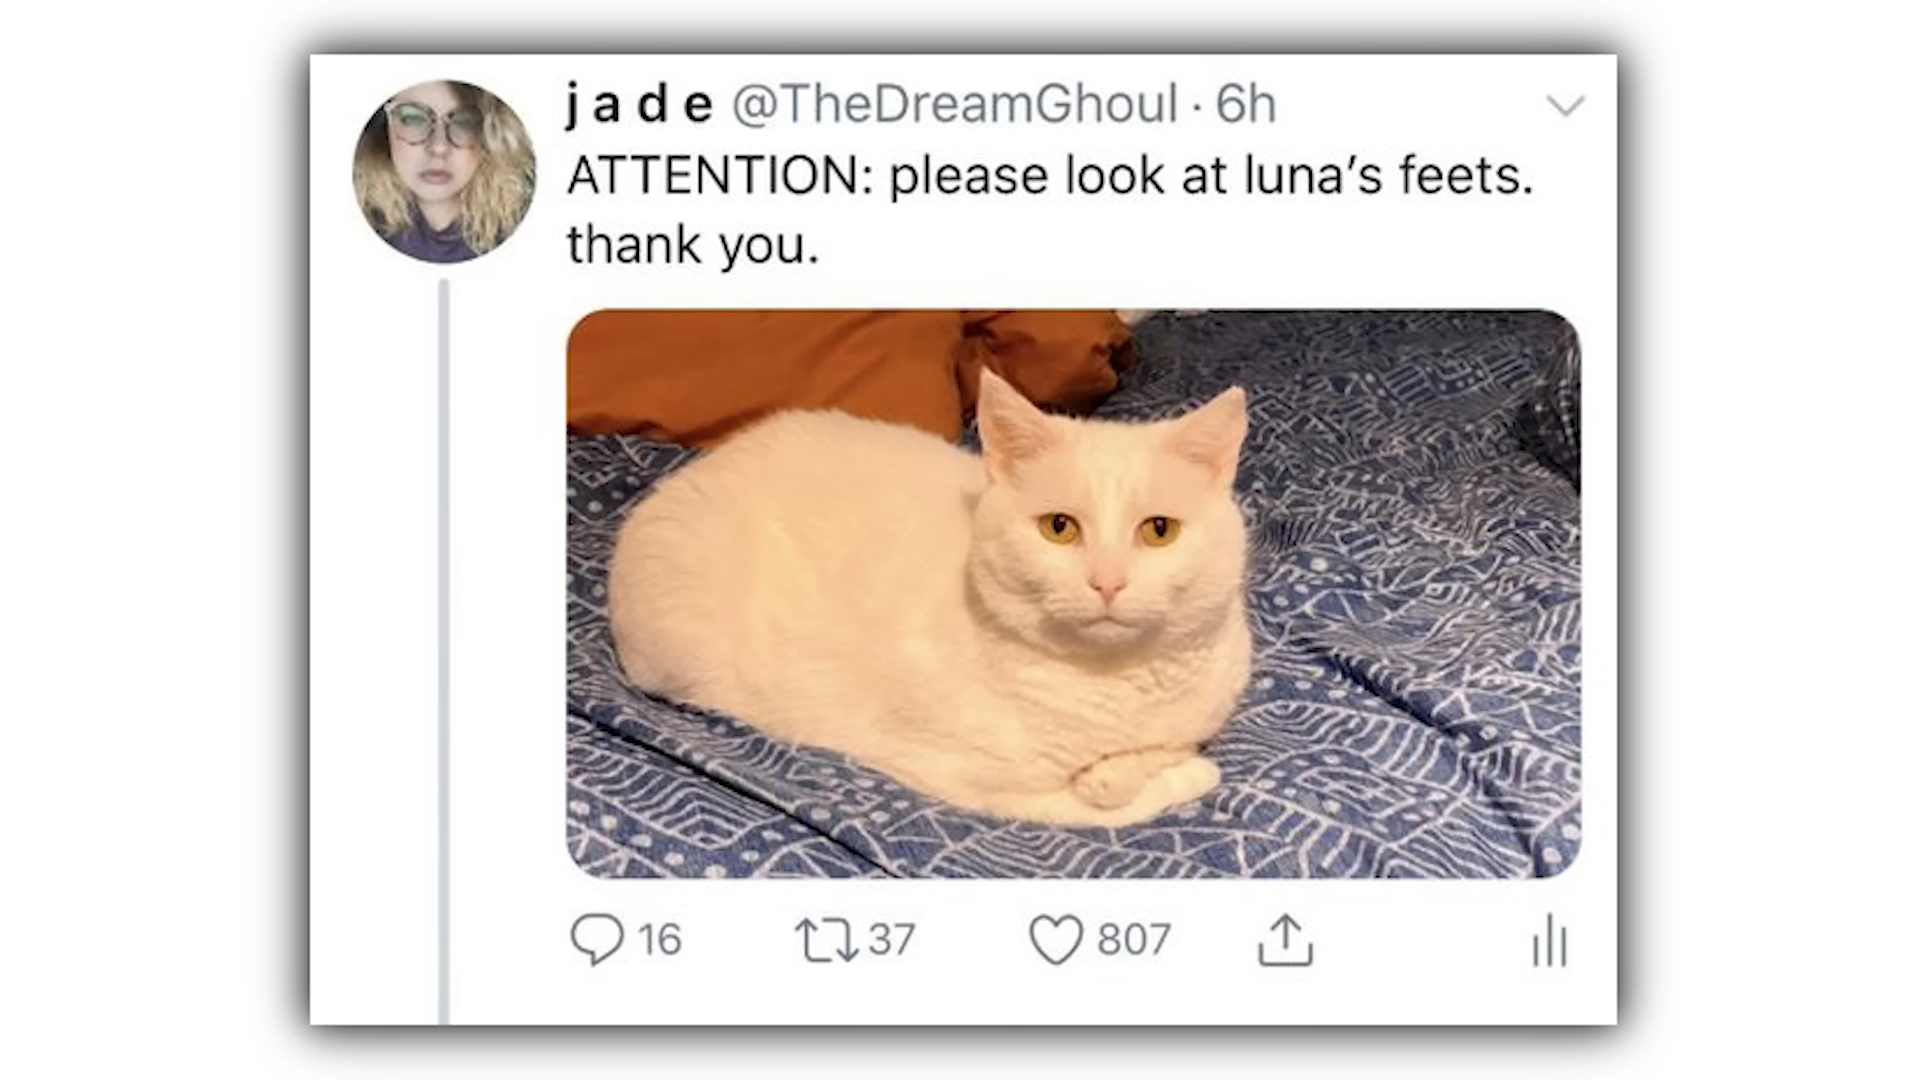 j a d e @TheDreamGhoul · 6h
ATTENTION: please look at luna’s feets.
thank you.
16 37 807